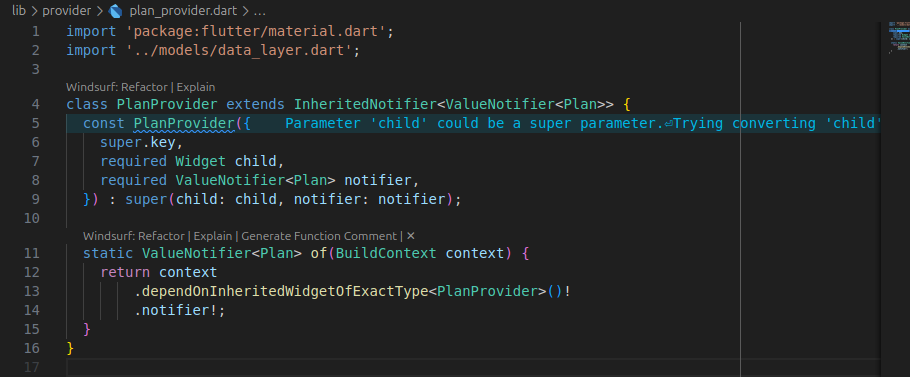 lib > provider > plan_provider.dart > ...
1 import 'package:flutter/material.dart';
2 import '../models/data_layer.dart';
3
Windsurf: Refactor | Explain
4 class PlanProvider extends InheritedNotifier<ValueNotifier<Plan>> {
5 const PlanProvider({ Parameter 'child' could be a super parameter.⏎Trying converting 'child'
6 super.key,
7 required Widget child,
8 required ValueNotifier<Plan> notifier,
9 }) : super(child: child, notifier: notifier);
10
Windsurf: Refactor | Explain | Generate Function Comment | ✕
11 static ValueNotifier<Plan> of(BuildContext context) {
12 return context
13 .dependOnInheritedWidgetOfExactType<PlanProvider>()!
14 .notifier!;
15 }
16 }
17